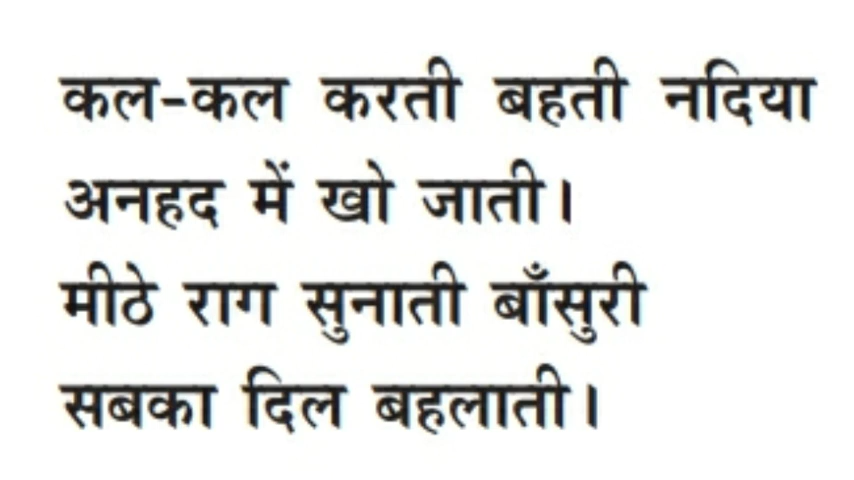 कल-कल करती बहती नदिया
अनहद में खो जाती।
मीठे राग सुनाती बाँसुरी
सबका दिल बहलाती।